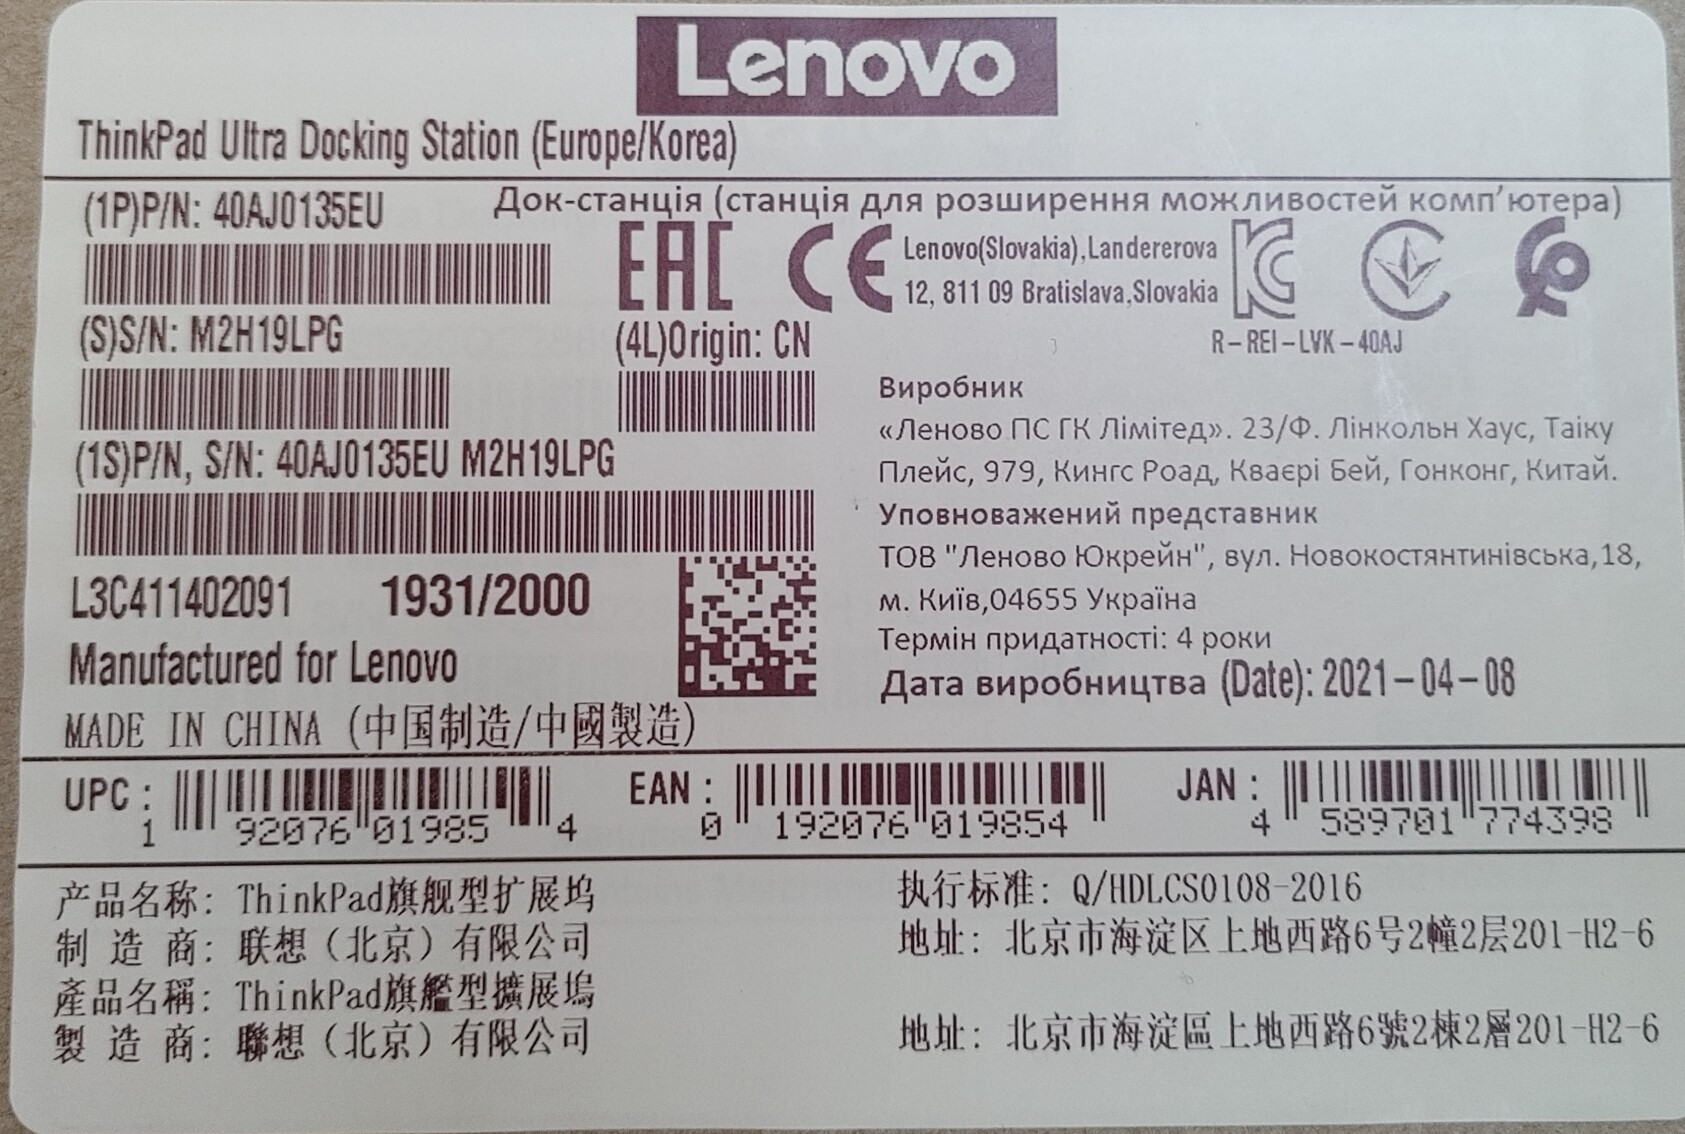 Lenovo
ThinkPad Ultra Docking Station (Europe/Korea)
(1P)P/N: 40AJ0135EU
Док-станція (станція для розширення можливостей комп'ютера)
EAC CE
Lenovo(Slovakia),Landererova
12, 811 09 Bratislava,Slovakia
R-REI-LVK-40AJ
(S)S/N: M2H19LPG
(4L)Origin: CN
(1S)P/N, S/N: 40AJ0135EU M2H19LPG
L3C411402091 1931/2000
Manufactured for Lenovo
MADE IN CHINA (中国制造/中國製造)
Виробник
«Леново ПС ГК Лімітед». 23/Ф. Лінкольн Хаус, Таіку
Плейс, 979, Кингс Роад, Кваєрі Бей, Гонконг, Китай.
Уповноважений представник
ТОВ "Леново Юкрейн", вул. Новокостянтинівська,18,
м. Київ,04655 Україна
Термін придатності: 4 роки
Дата виробництва (Date): 2021-04-08
UPC: 1 92076 01985 4
EAN: 0 192076 019854
JAN: 4 589701 774398
产品名称: ThinkPad旗舰型扩展坞
执行标准: Q/HDLCS0108-2016
制 造 商: 联想（北京）有限公司
地址: 北京市海淀区上地西路6号2幢2层201-H2-6
產品名稱: ThinkPad旗艦型擴展塢
製 造 商: 聯想（北京）有限公司
地址: 北京市海淀區上地西路6號2棟2層201-H2-6